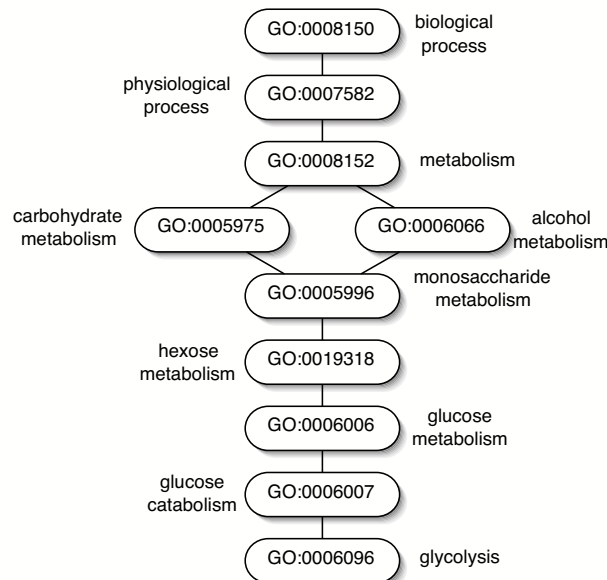 GO:0008150
biological
process
physiological
process
GO:0007582
GO:0008152
metabolism
carbohydrate
metabolism
GO:0005975
GO:0006066
alcohol
metabolism
GO:0005996
monosaccharide
metabolism
hexose
metabolism
GO:0019318
GO:0006006
glucose
metabolism
glucose
catabolism
GO:0006007
GO:0006096
glycolysis